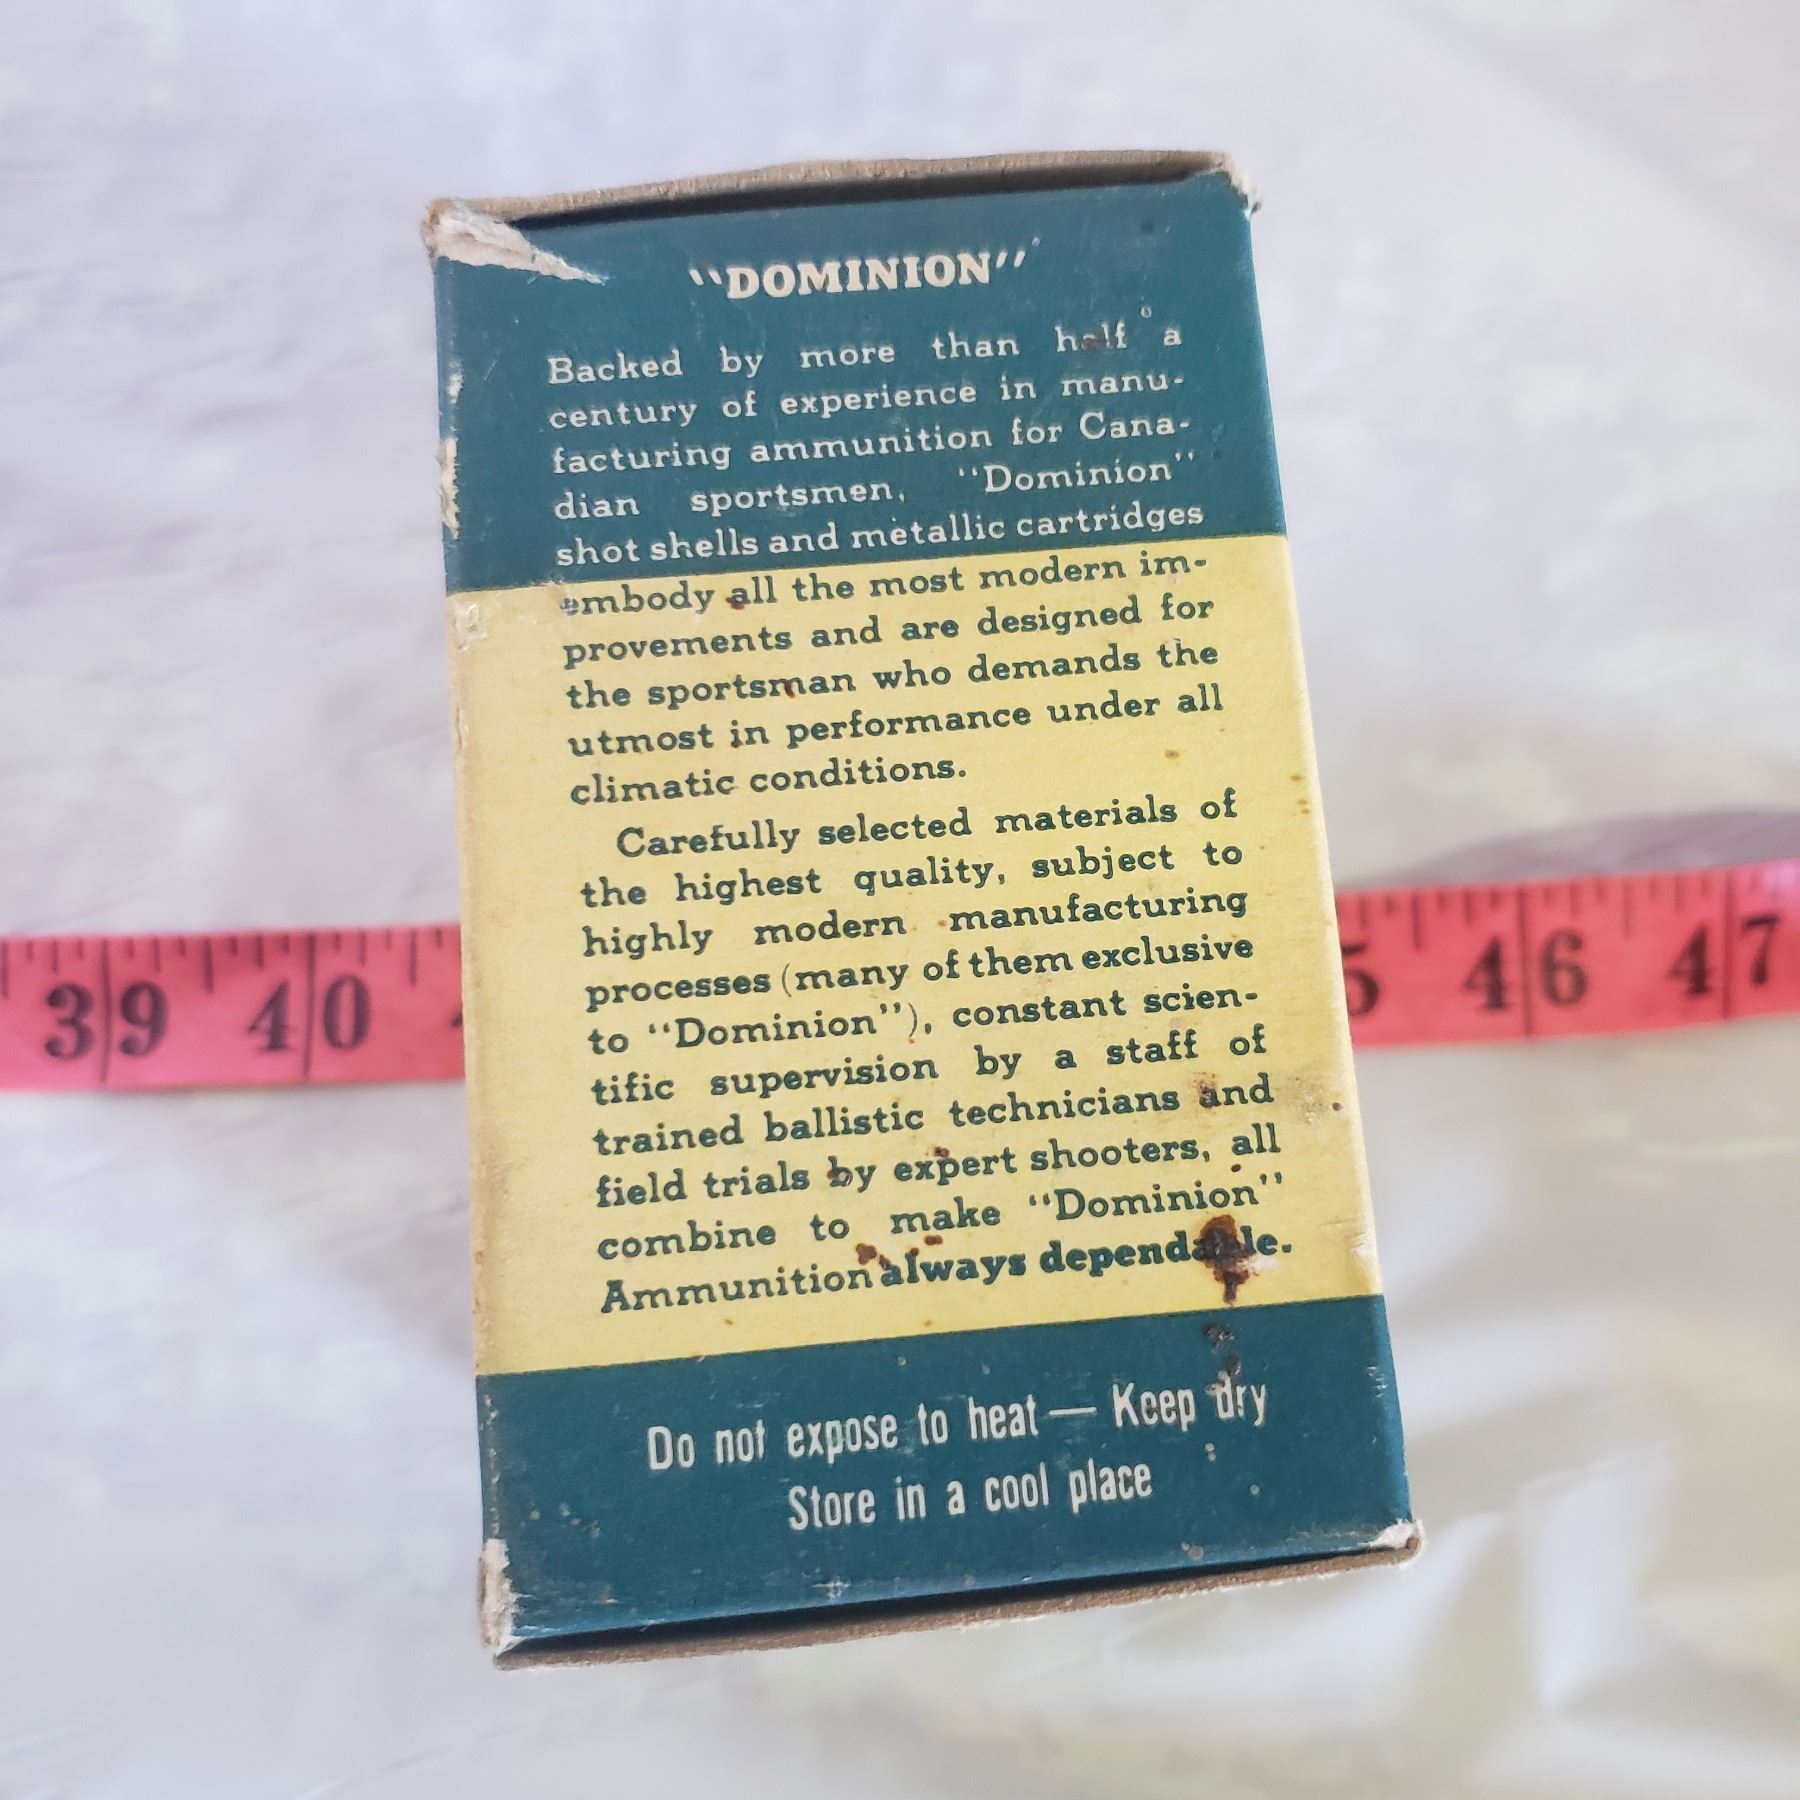 "DOMINION"
Backed by more than half a
century of experience in manu-
facturing ammunition for Cana-
dian sportsmen, "Dominion"
shot shells and metallic cartridges
embody all the most modern im-
provements and are designed for
the sportsman who demands the
utmost in performance under all
climatic conditions.
Carefully selected materials of
the highest quality, subject to
highly modern manufacturing
processes (many of them exclusive
to "Dominion"), constant scien-
tific supervision by a staff of
trained ballistic technicians and
field trials by expert shooters, all
combine to make "Dominion"
Ammunition always dependable.
Do not expose to heat — Keep dry
Store in a cool place
39 40 5 46 47